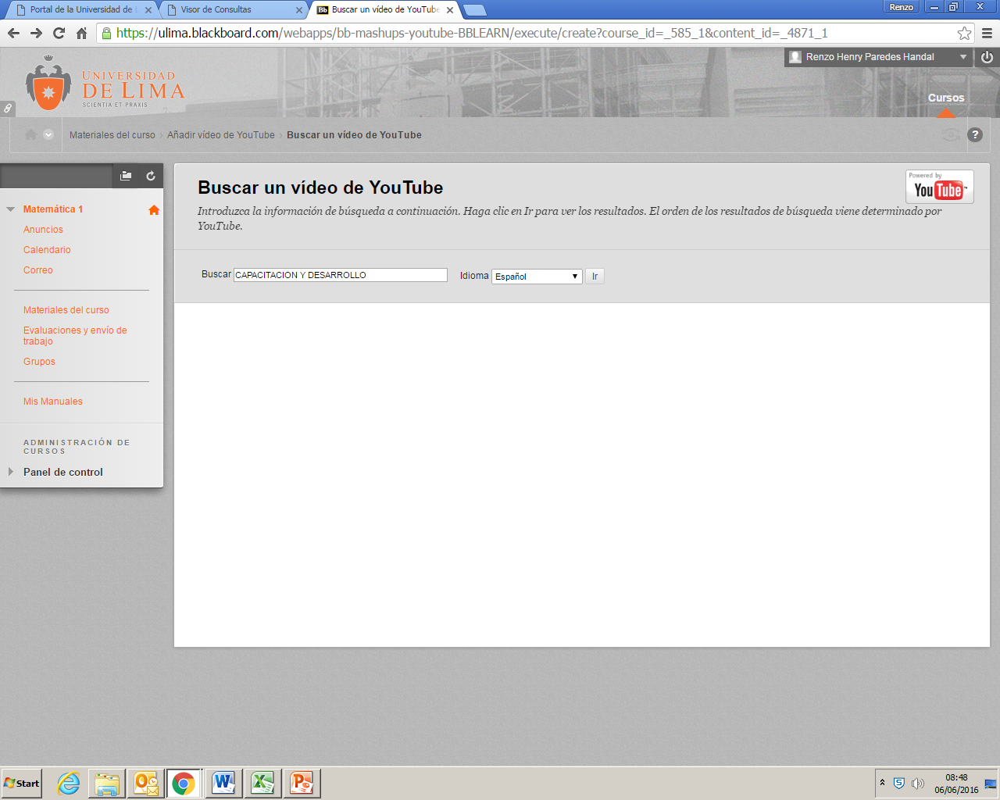 Portal de la Universidad de L
Visor de Consultas
Bb Buscar un vídeo de YouTube
Renzo
https://ulima.blackboard.com/webapps/bb-mashups-youtube-BBLEARN/execute/create?course_id=_585_1&content_id=_4871_1
UNIVERSIDAD
DE LIMA
SCIENTIA ET PRAXIS
Renzo Henry Paredes Handal
Cursos
Materiales del curso › Añadir vídeo de YouTube › Buscar un vídeo de YouTube
?
Matemática 1
Anuncios
Calendario
Correo
Materiales del curso
Evaluaciones y envío de
trabajo
Grupos
Mis Manuales
ADMINISTRACIÓN DE
CURSOS
Panel de control
Buscar un vídeo de YouTube
Powered by
YouTube™
Introduzca la información de búsqueda a continuación. Haga clic en Ir para ver los resultados. El orden de los resultados de búsqueda viene determinado por
YouTube.
Buscar CAPACITACION Y DESARROLLO Idioma Español Ir
Start
08:48
06/06/2016